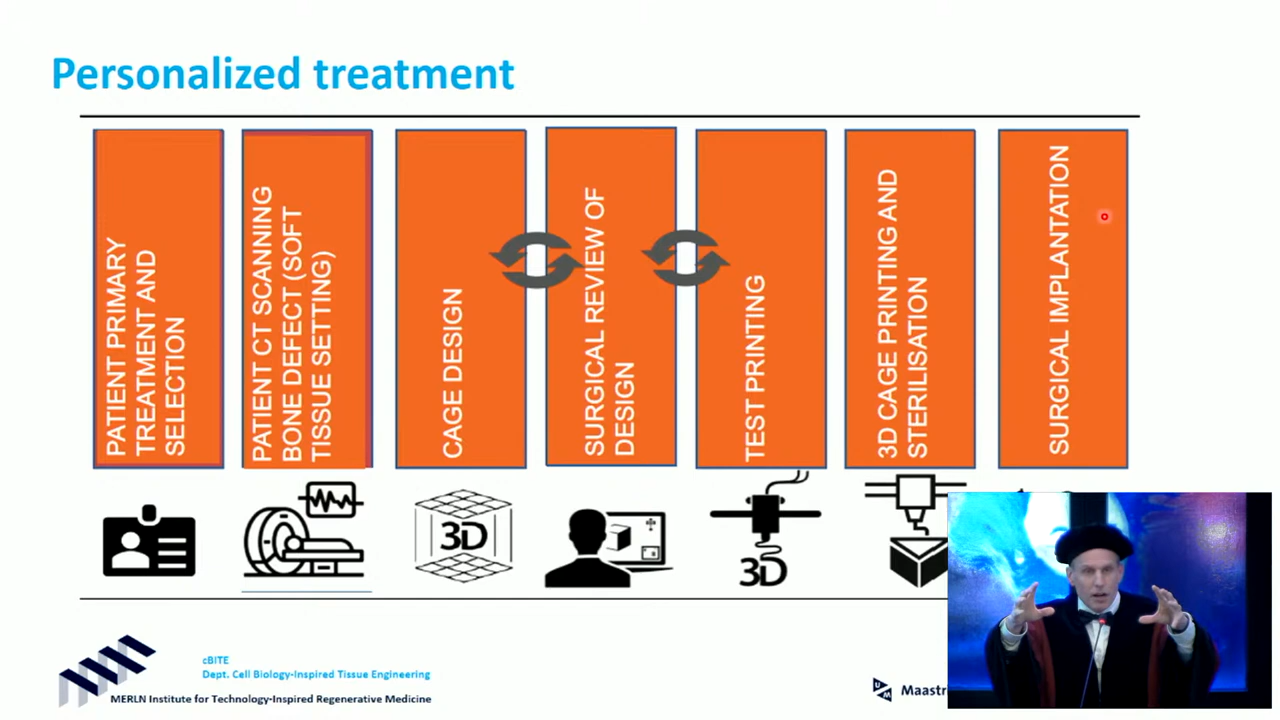 Personalized treatment
PATIENT PRIMARY
TREATMENT AND
SELECTION
PATIENT CT SCANNING
BONE DEFECT (SOFT
TISSUE SETTING)
CAGE DESIGN
SURGICAL REVIEW OF
DESIGN
TEST PRINTING
3D CAGE PRINTING AND
STERILISATION
SURGICAL IMPLANTATION
3D
3D
cBITE
Dept. Cell Biology-Inspired Tissue Engineering
MERLN Institute for Technology-Inspired Regenerative Medicine
UM
Maastr